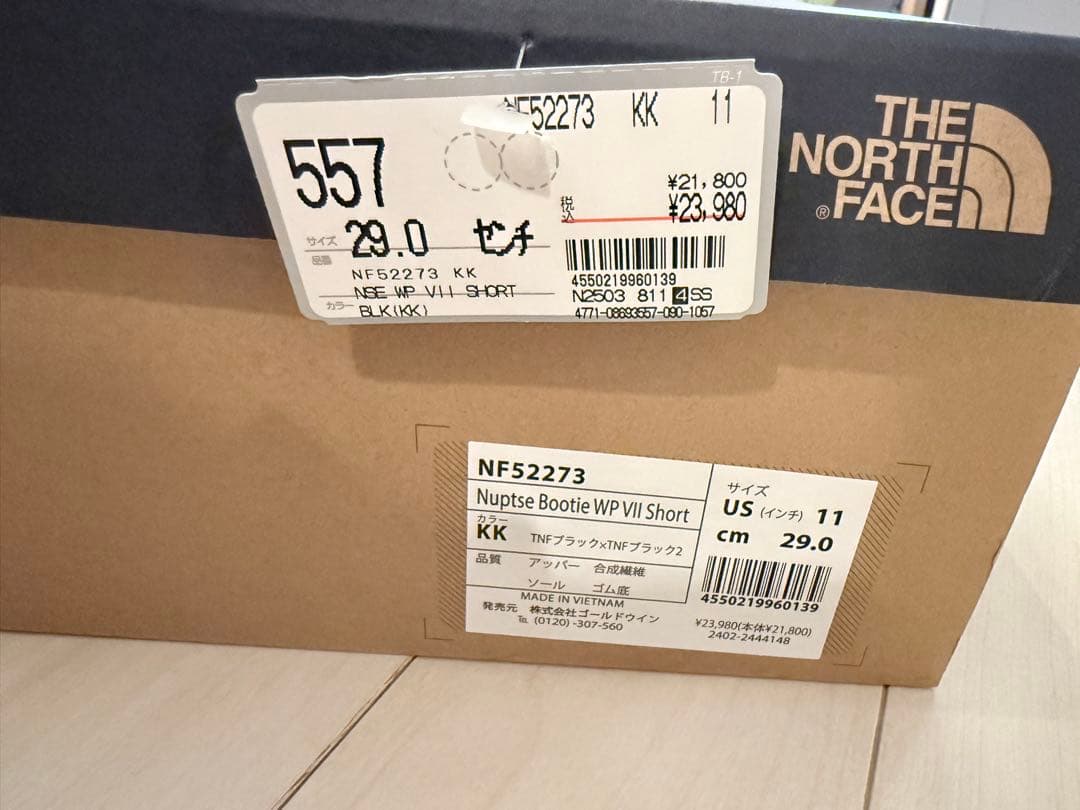 TB-1
NF52273 KK 11
557
¥21,800
税込 ¥23,980
サイズ 29.0 センチ
品番
NF52273 KK
4550219960139
NSE WP VII SHORT
N2503 811 4 SS
カラー BLK(KK)
4771-08693557-090-1057
THE
NORTH
FACE
®
NF52273
Nuptse Bootie WP VII Short
カラー
KK TNFブラック×TNFブラック2
品質 アッパー 合成繊維
ソール ゴム底
MADE IN VIETNAM
発売元 株式会社ゴールドウイン
℡ (0120)-307-560
サイズ
US (インチ) 11
cm 29.0
4550219960139
¥23,980(本体¥21,800)
2402-2444148